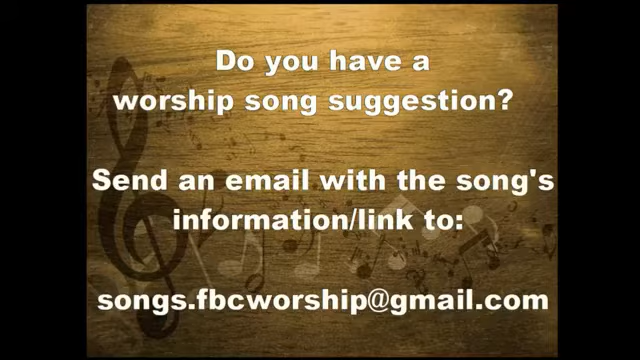 Do you have a
worship song suggestion?
Send an email with the song's
information/link to:
songs.fbcworship@gmail.com